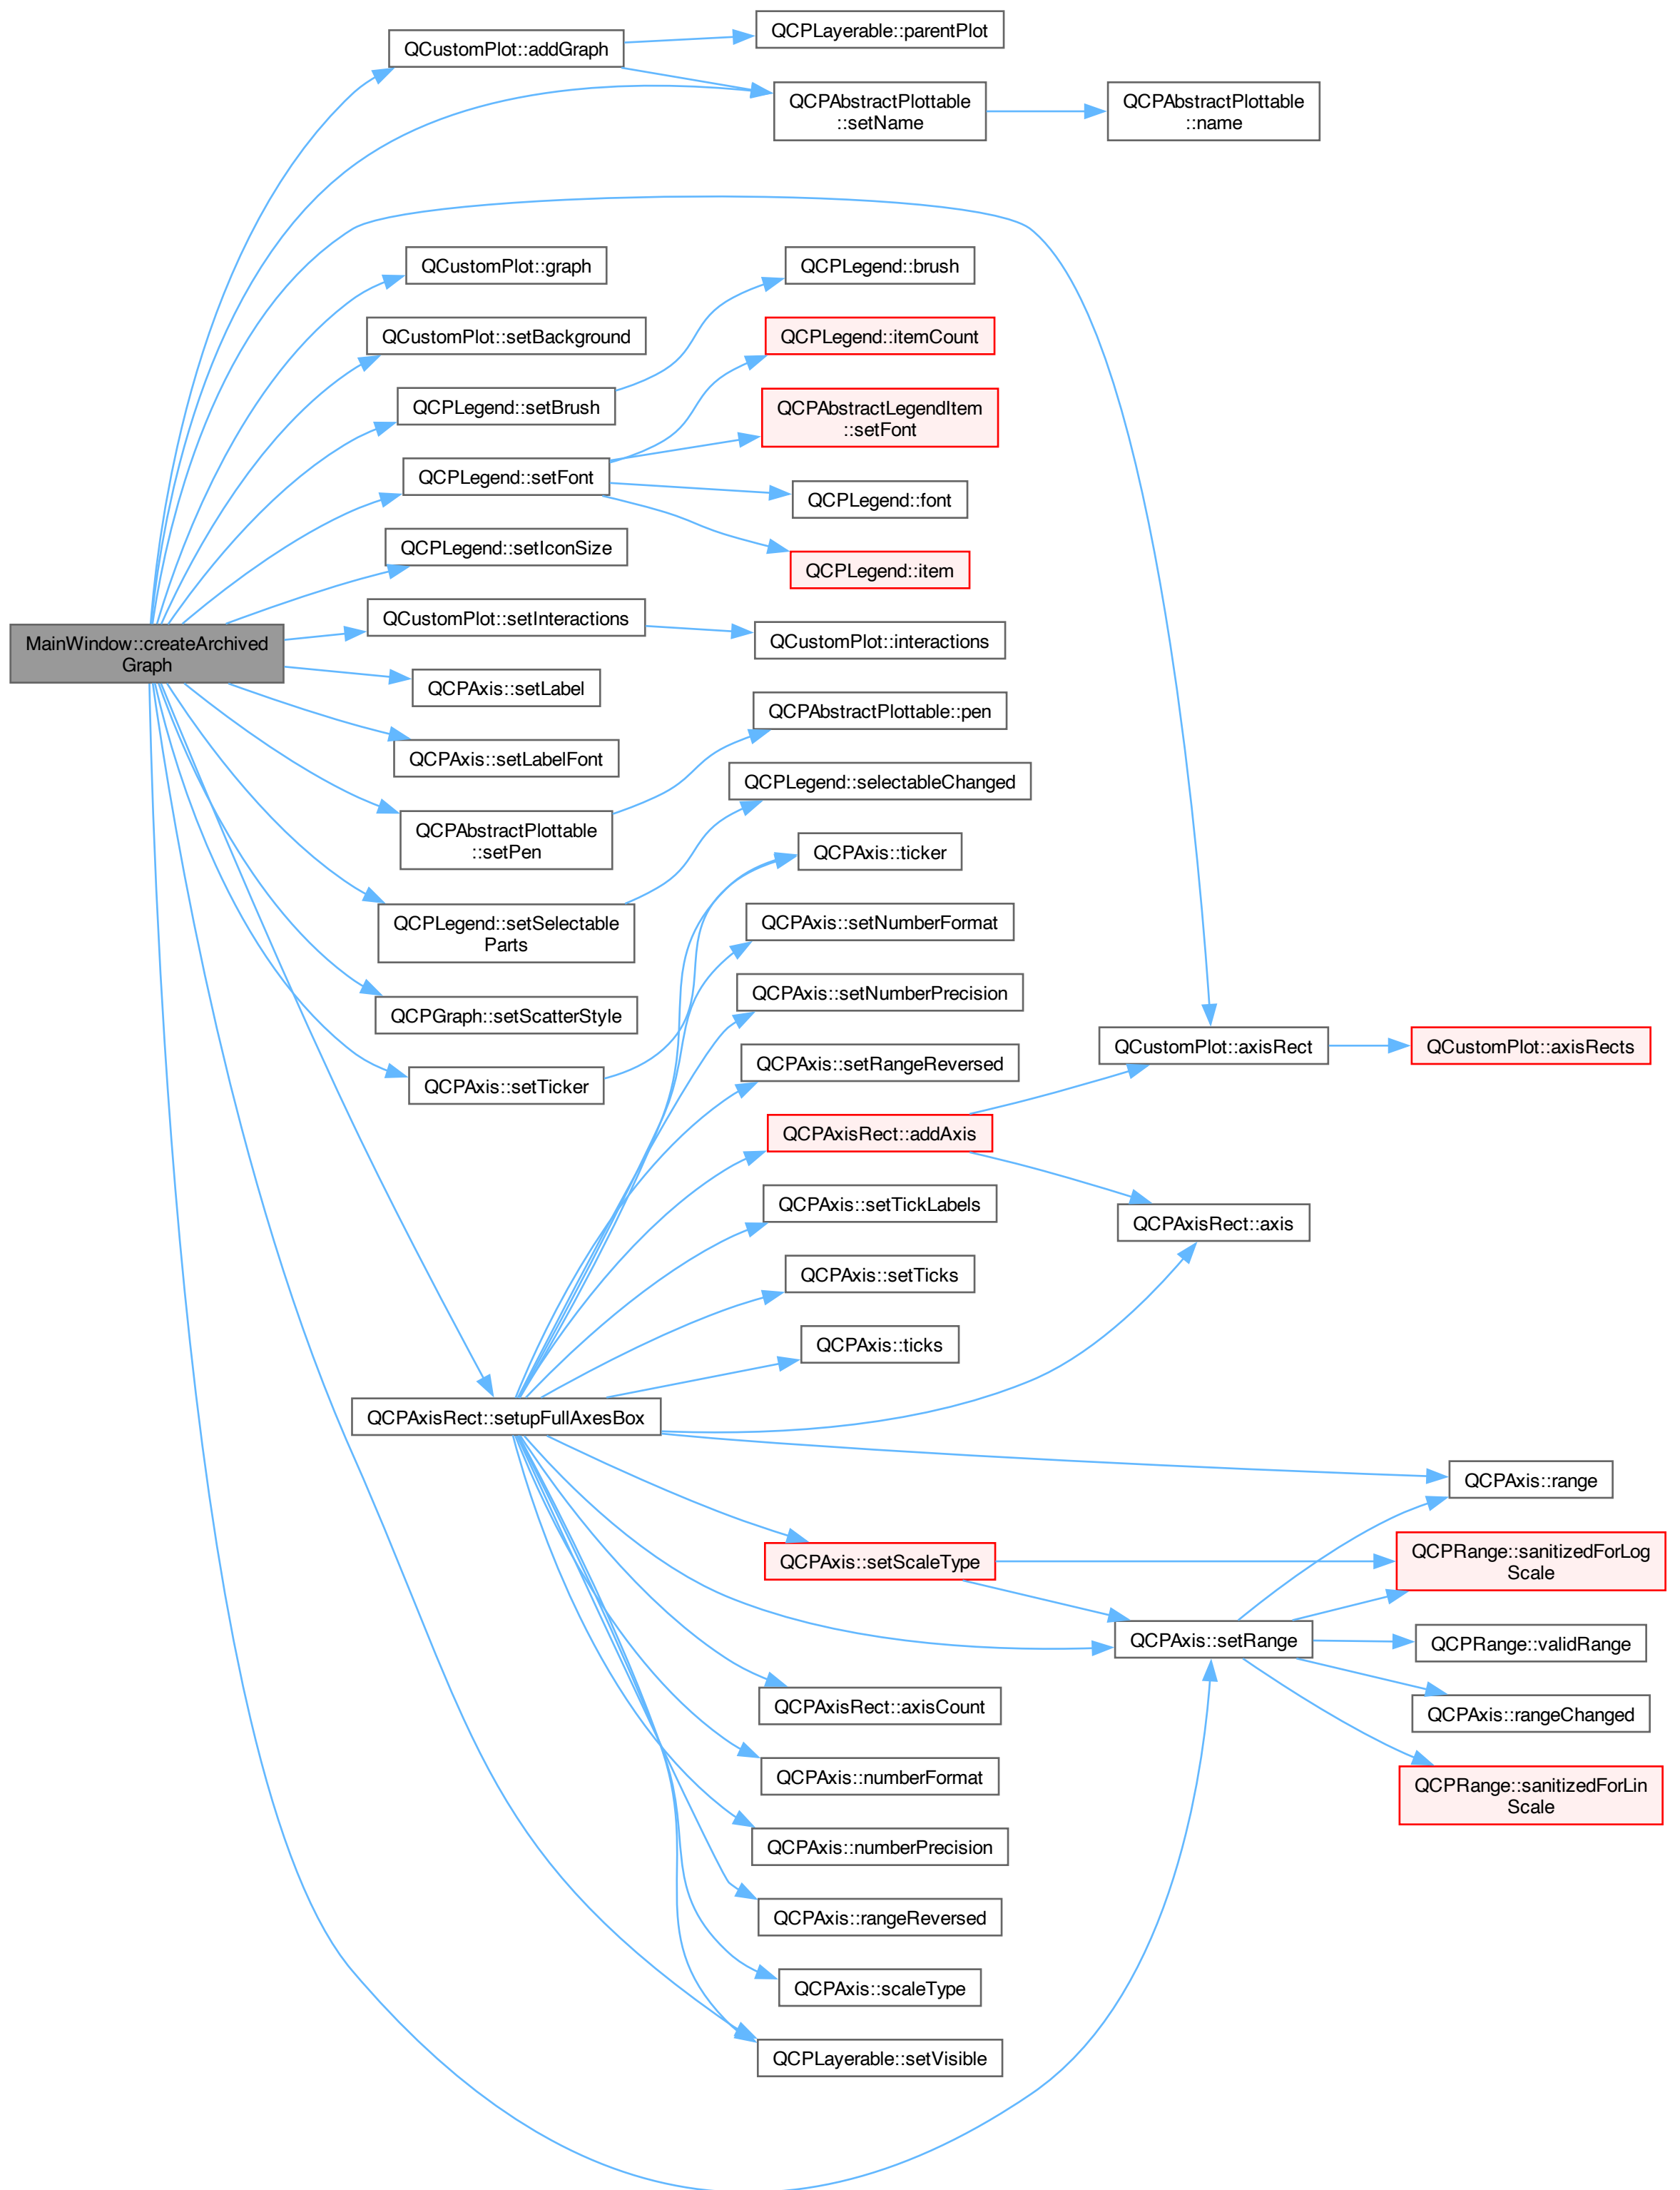 QCPLayerable::parentPlot
QCustomPlot::addGraph
QCPAbstractPlottable
::setName
QCPAbstractPlottable
::name
QCustomPlot::graph
QCPLegend::brush
QCustomPlot::setBackground
QCPLegend::itemCount
QCPLegend::setBrush
QCPAbstractLegendItem
::setFont
QCPLegend::setFont
QCPLegend::font
QCPLegend::setIconSize
QCPLegend::item
QCustomPlot::setInteractions
QCustomPlot::interactions
MainWindow::createArchived
Graph
QCPAxis::setLabel
QCPAbstractPlottable::pen
QCPAxis::setLabelFont
QCPLegend::selectableChanged
QCPAbstractPlottable
::setPen
QCPAxis::ticker
QCPLegend::setSelectable
Parts
QCPAxis::setNumberFormat
QCPAxis::setNumberPrecision
QCPGraph::setScatterStyle
QCustomPlot::axisRect
QCustomPlot::axisRects
QCPAxis::setRangeReversed
QCPAxis::setTicker
QCPAxisRect::addAxis
QCPAxis::setTickLabels
QCPAxisRect::axis
QCPAxis::setTicks
QCPAxis::ticks
QCPAxisRect::setupFullAxesBox
QCPAxis::range
QCPAxis::setScaleType
QCPRange::sanitizedForLog
Scale
QCPAxis::setRange
QCPRange::validRange
QCPAxisRect::axisCount
QCPAxis::rangeChanged
QCPAxis::numberFormat
QCPRange::sanitizedForLin
Scale
QCPAxis::numberPrecision
QCPAxis::rangeReversed
QCPAxis::scaleType
QCPLayerable::setVisible